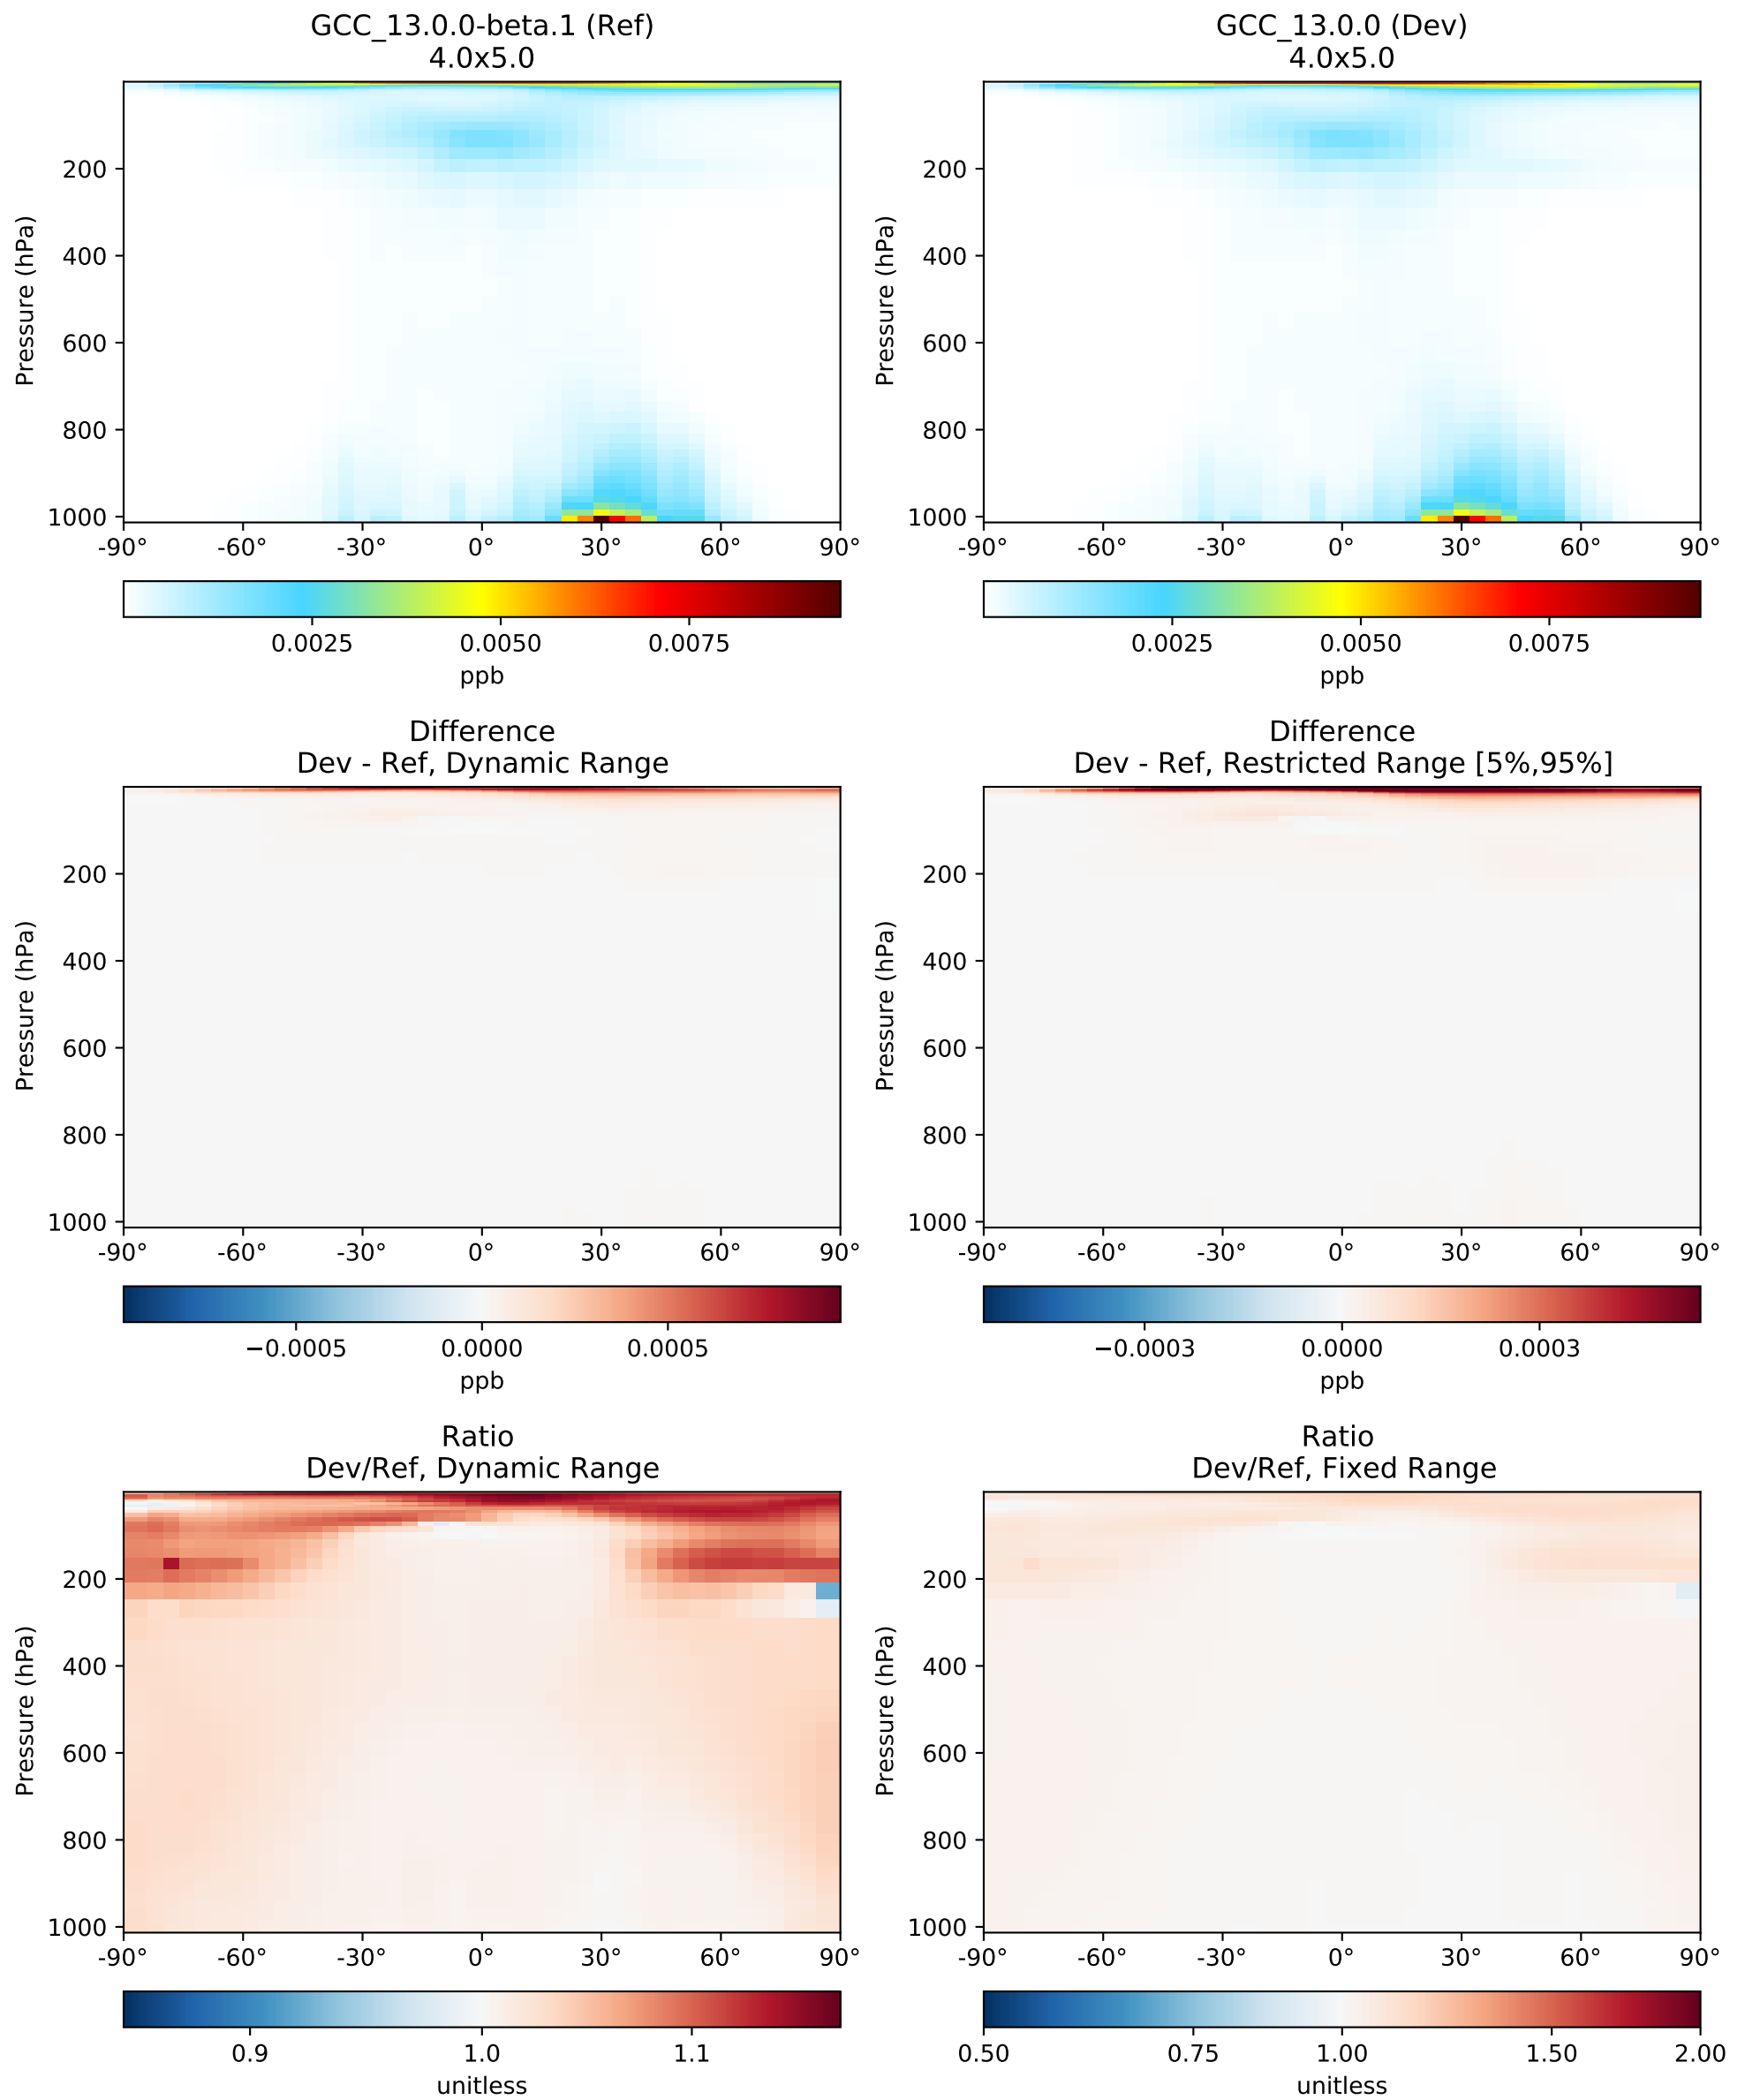 GCC_13.0.0-beta.1 (Ref)
4.0x5.0
Pressure (hPa)
200
400
600
800
1000
-90° -60° -30° 0° 30° 60° 90°
0.0025 0.0050 0.0075
ppb
GCC_13.0.0 (Dev)
4.0x5.0
Pressure (hPa)
200
400
600
800
1000
-90° -60° -30° 0° 30° 60° 90°
0.0025 0.0050 0.0075
ppb
Difference
Dev - Ref, Dynamic Range
Pressure (hPa)
200
400
600
800
1000
-90° -60° -30° 0° 30° 60° 90°
−0.0005 0.0000 0.0005
ppb
Difference
Dev - Ref, Restricted Range [5%,95%]
Pressure (hPa)
200
400
600
800
1000
-90° -60° -30° 0° 30° 60° 90°
−0.0003 0.0000 0.0003
ppb
Ratio
Dev/Ref, Dynamic Range
Pressure (hPa)
200
400
600
800
1000
-90° -60° -30° 0° 30° 60° 90°
0.9 1.0 1.1
unitless
Ratio
Dev/Ref, Fixed Range
Pressure (hPa)
200
400
600
800
1000
-90° -60° -30° 0° 30° 60° 90°
0.50 0.75 1.00 1.50 2.00
unitless